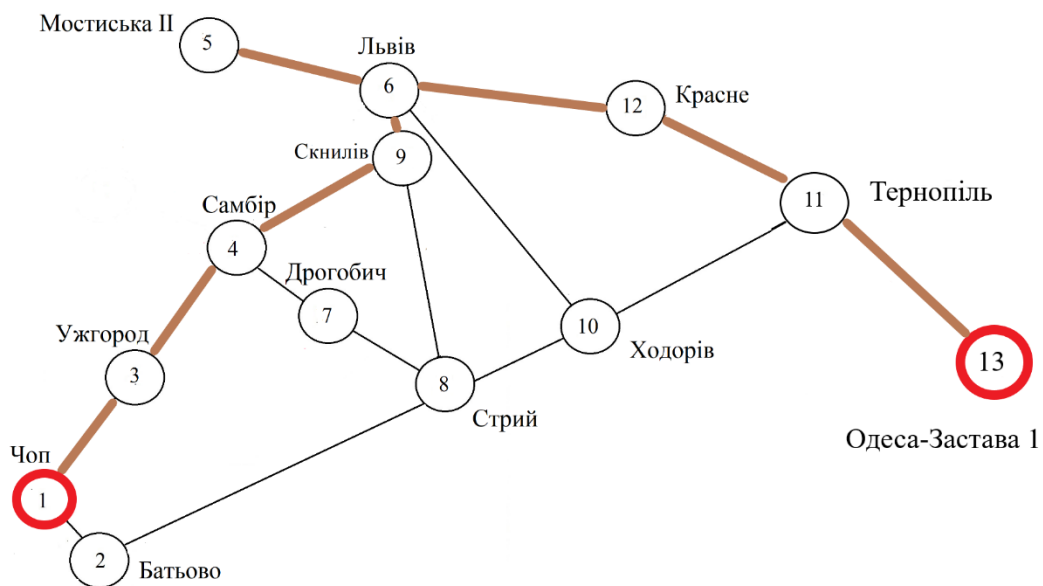 Мостиська ІІ
5
Львів
6
12
Красне
Скнилів
9
Самбір
4
11
Тернопіль
Дрогобич
7
10
Ходорів
Ужгород
3
8
Стрий
13
Одеса-Застава 1
Чоп
1
2
Батьово